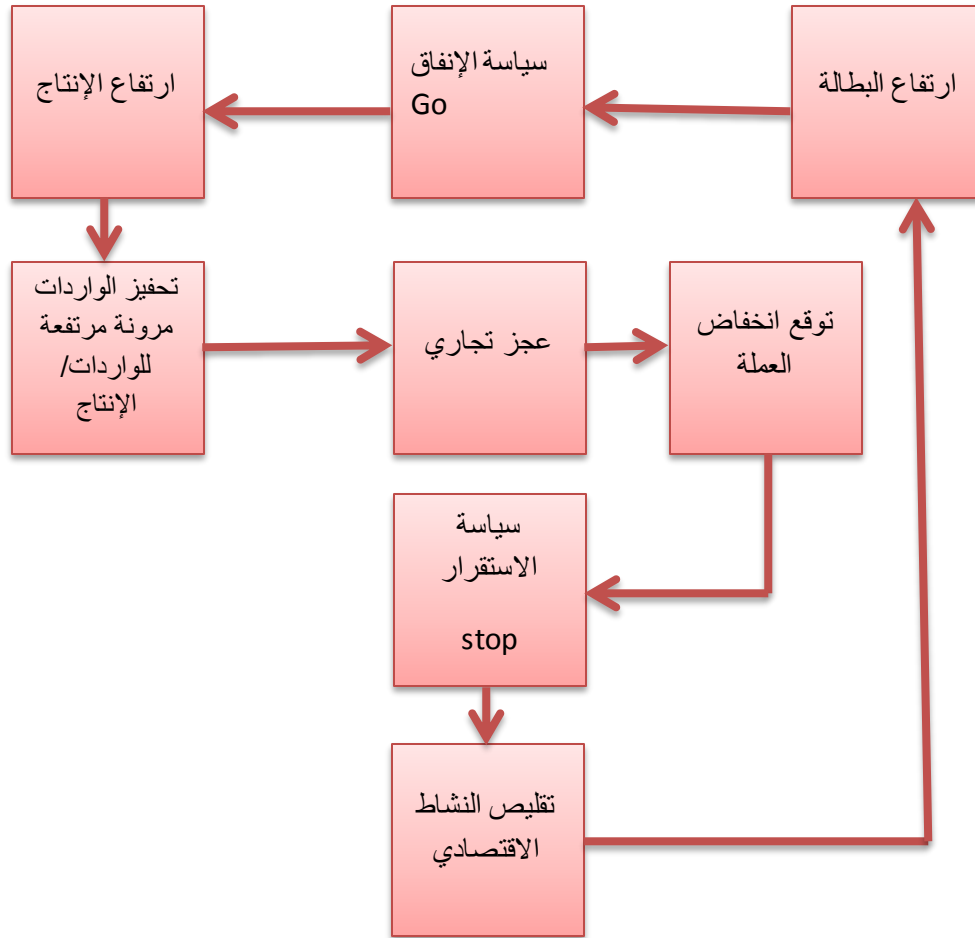 ارتفاع البطالة
سياسة الإنفاق
Go
ارتفاع الإنتاج
تحفيز الواردات
مرونة مرتفعة
للواردات/
الإنتاج
عجز تجاري
توقع انخفاض
العملة
سياسة
الاستقرار
stop
تقليص النشاط
الاقتصادي